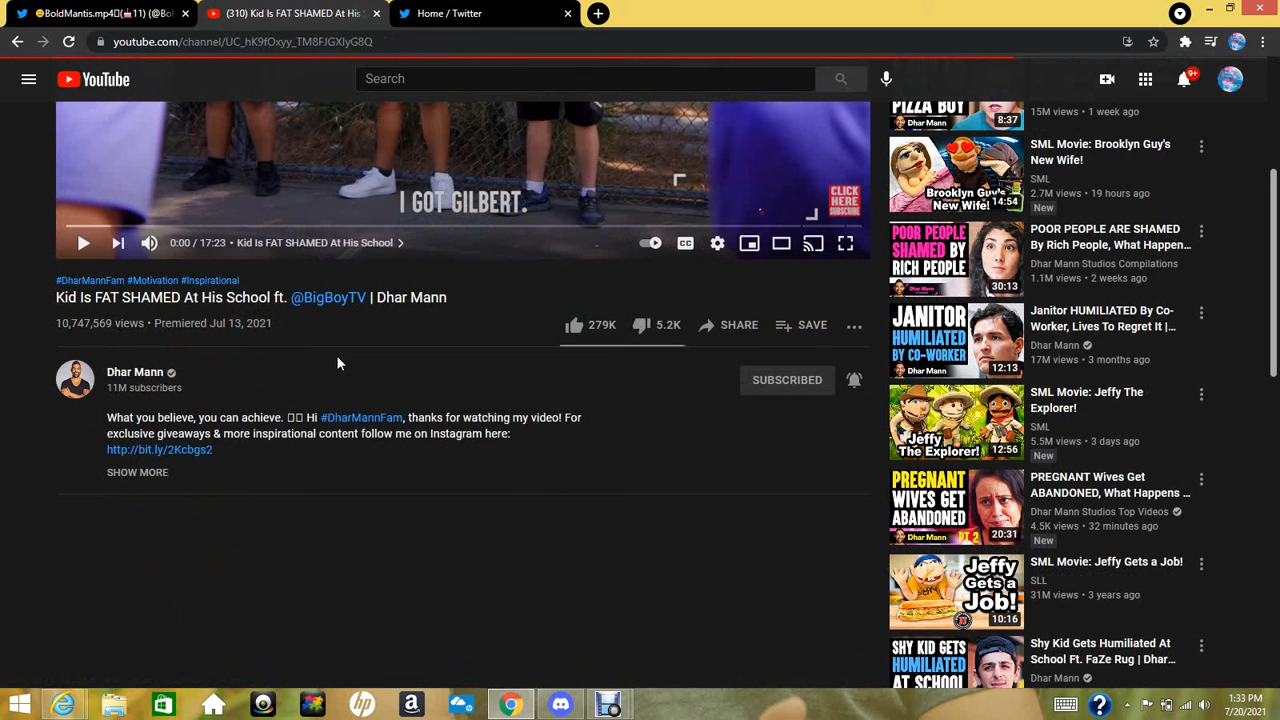 😃BoldMantis.mp4▯(🎂11) (@Bol
(310) Kid Is FAT SHAMED At His S
Home / Twitter
youtube.com/channel/UC_hK9fOxyy_TM8FJGXIyG8Q
YouTube
Search
9+
PIZZA BOY
Dhar Mann
8:37
15M views • 1 week ago
I GOT GILBERT.
CLICK
HERE
SUBSCRIBE
0:00 / 17:23 • Kid Is FAT SHAMED At His School
CC
#DharMannFam #Motivation #Inspirational
Kid Is FAT SHAMED At His School ft. @BigBoyTV | Dhar Mann
10,747,569 views • Premiered Jul 13, 2021
279K
5.2K
SHARE
SAVE
Dhar Mann
11M subscribers
SUBSCRIBED
What you believe, you can achieve. ▯▯ Hi #DharMannFam, thanks for watching my video! For
exclusive giveaways & more inspirational content follow me on Instagram here:
http://bit.ly/2Kcbgs2
SHOW MORE
Brooklyn Guy's
New Wife!
14:54
SML Movie: Brooklyn Guy's
New Wife!
SML
2.7M views • 19 hours ago
New
POOR PEOPLE
SHAMED BY
RICH PEOPLE
30:13
POOR PEOPLE ARE SHAMED
By Rich People, What Happen...
Dhar Mann Studios Compilations
1.1M views • 2 weeks ago
JANITOR
HUMILIATED
BY CO-WORKER
Dhar Mann
12:13
Janitor HUMILIATED By Co-
Worker, Lives To Regret It |...
Dhar Mann
17M views • 3 months ago
Jeffy
The Explorer!
12:56
SML Movie: Jeffy The
Explorer!
SML
5.5M views • 3 days ago
New
PREGNANT
WIVES GET
ABANDONED
Dhar Mann
PT 2
20:31
PREGNANT Wives Get
ABANDONED, What Happens ...
Dhar Mann Studios Top Videos
4.5K views • 32 minutes ago
New
Jeffy
Gets a
Job!
10:16
SML Movie: Jeffy Gets a Job!
SLL
31M views • 3 years ago
SHY KID GETS
HUMILIATED
AT SCHOOL
Shy Kid Gets Humiliated At
School Ft. FaZe Rug | Dhar...
Dhar Mann
hp
a
1:33 PM
7/20/2021